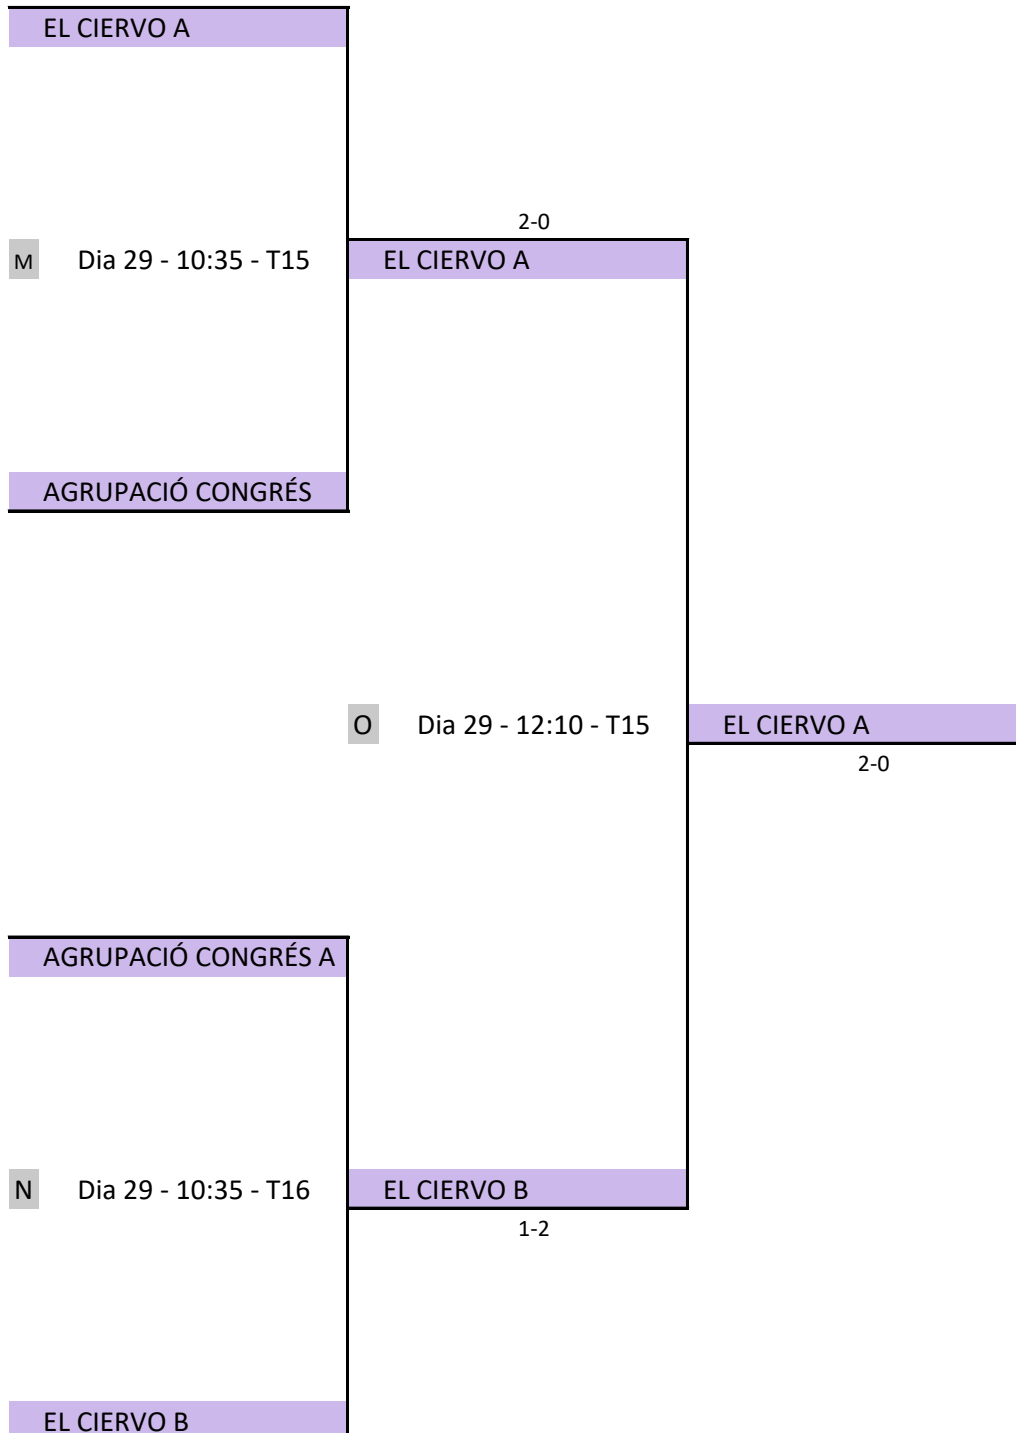 EL CIERVO A
2-0
M Dia 29 - 10:35 - T15 EL CIERVO A
AGRUPACIÓ CONGRÉS
O Dia 29 - 12:10 - T15 EL CIERVO A
2-0
AGRUPACIÓ CONGRÉS A
N Dia 29 - 10:35 - T16 EL CIERVO B
1-2
EL CIERVO B